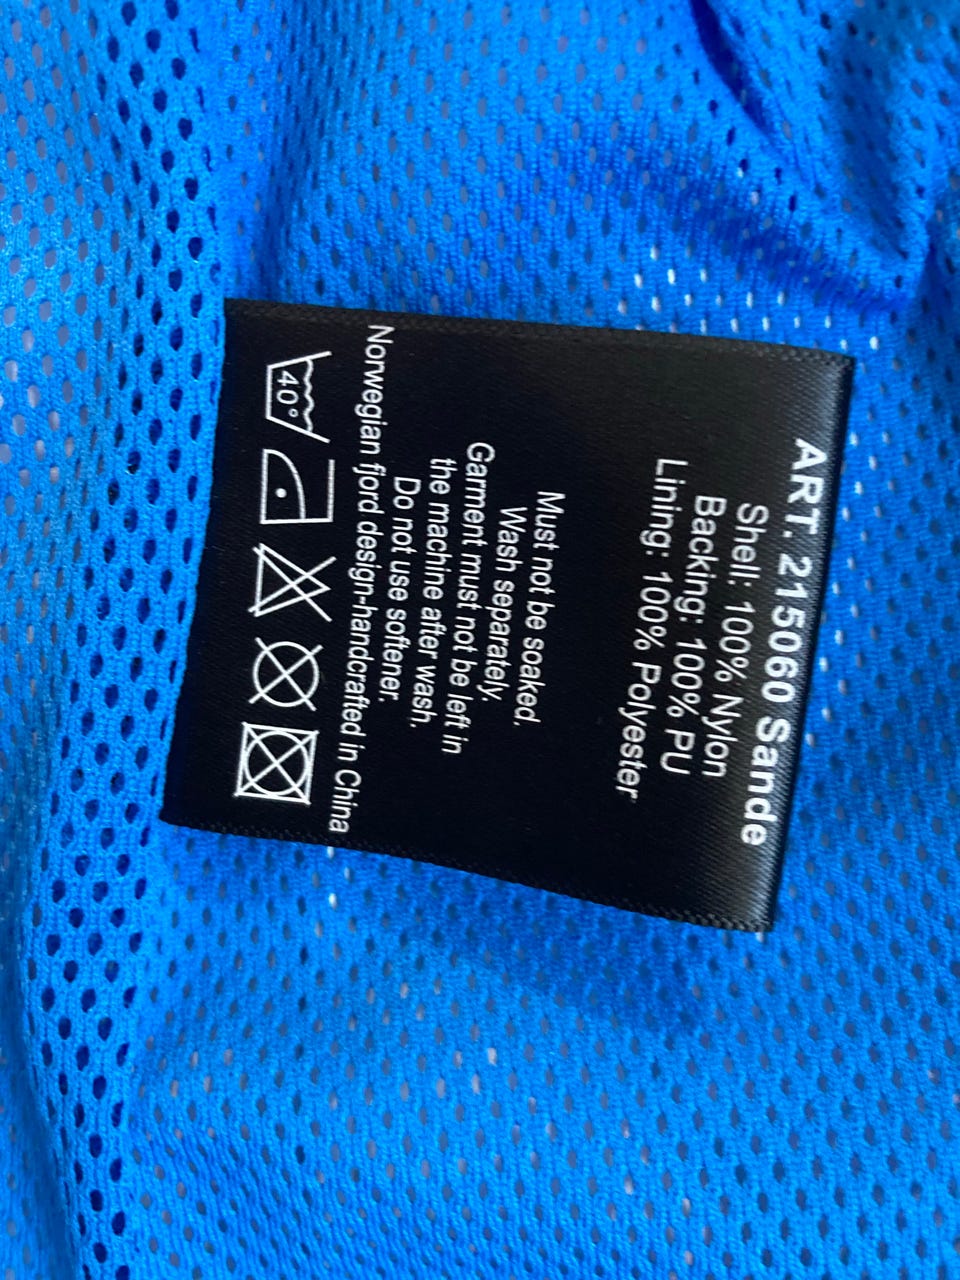 ART. 215060 Sande
Shell: 100% Nylon
Backing: 100% PU
Lining: 100% Polyester
Must not be soaked.
Wash separately.
Garment must not be left in
the machine after wash.
Do not use softener.
Norwegian fjord design-handcrafted in China
40°